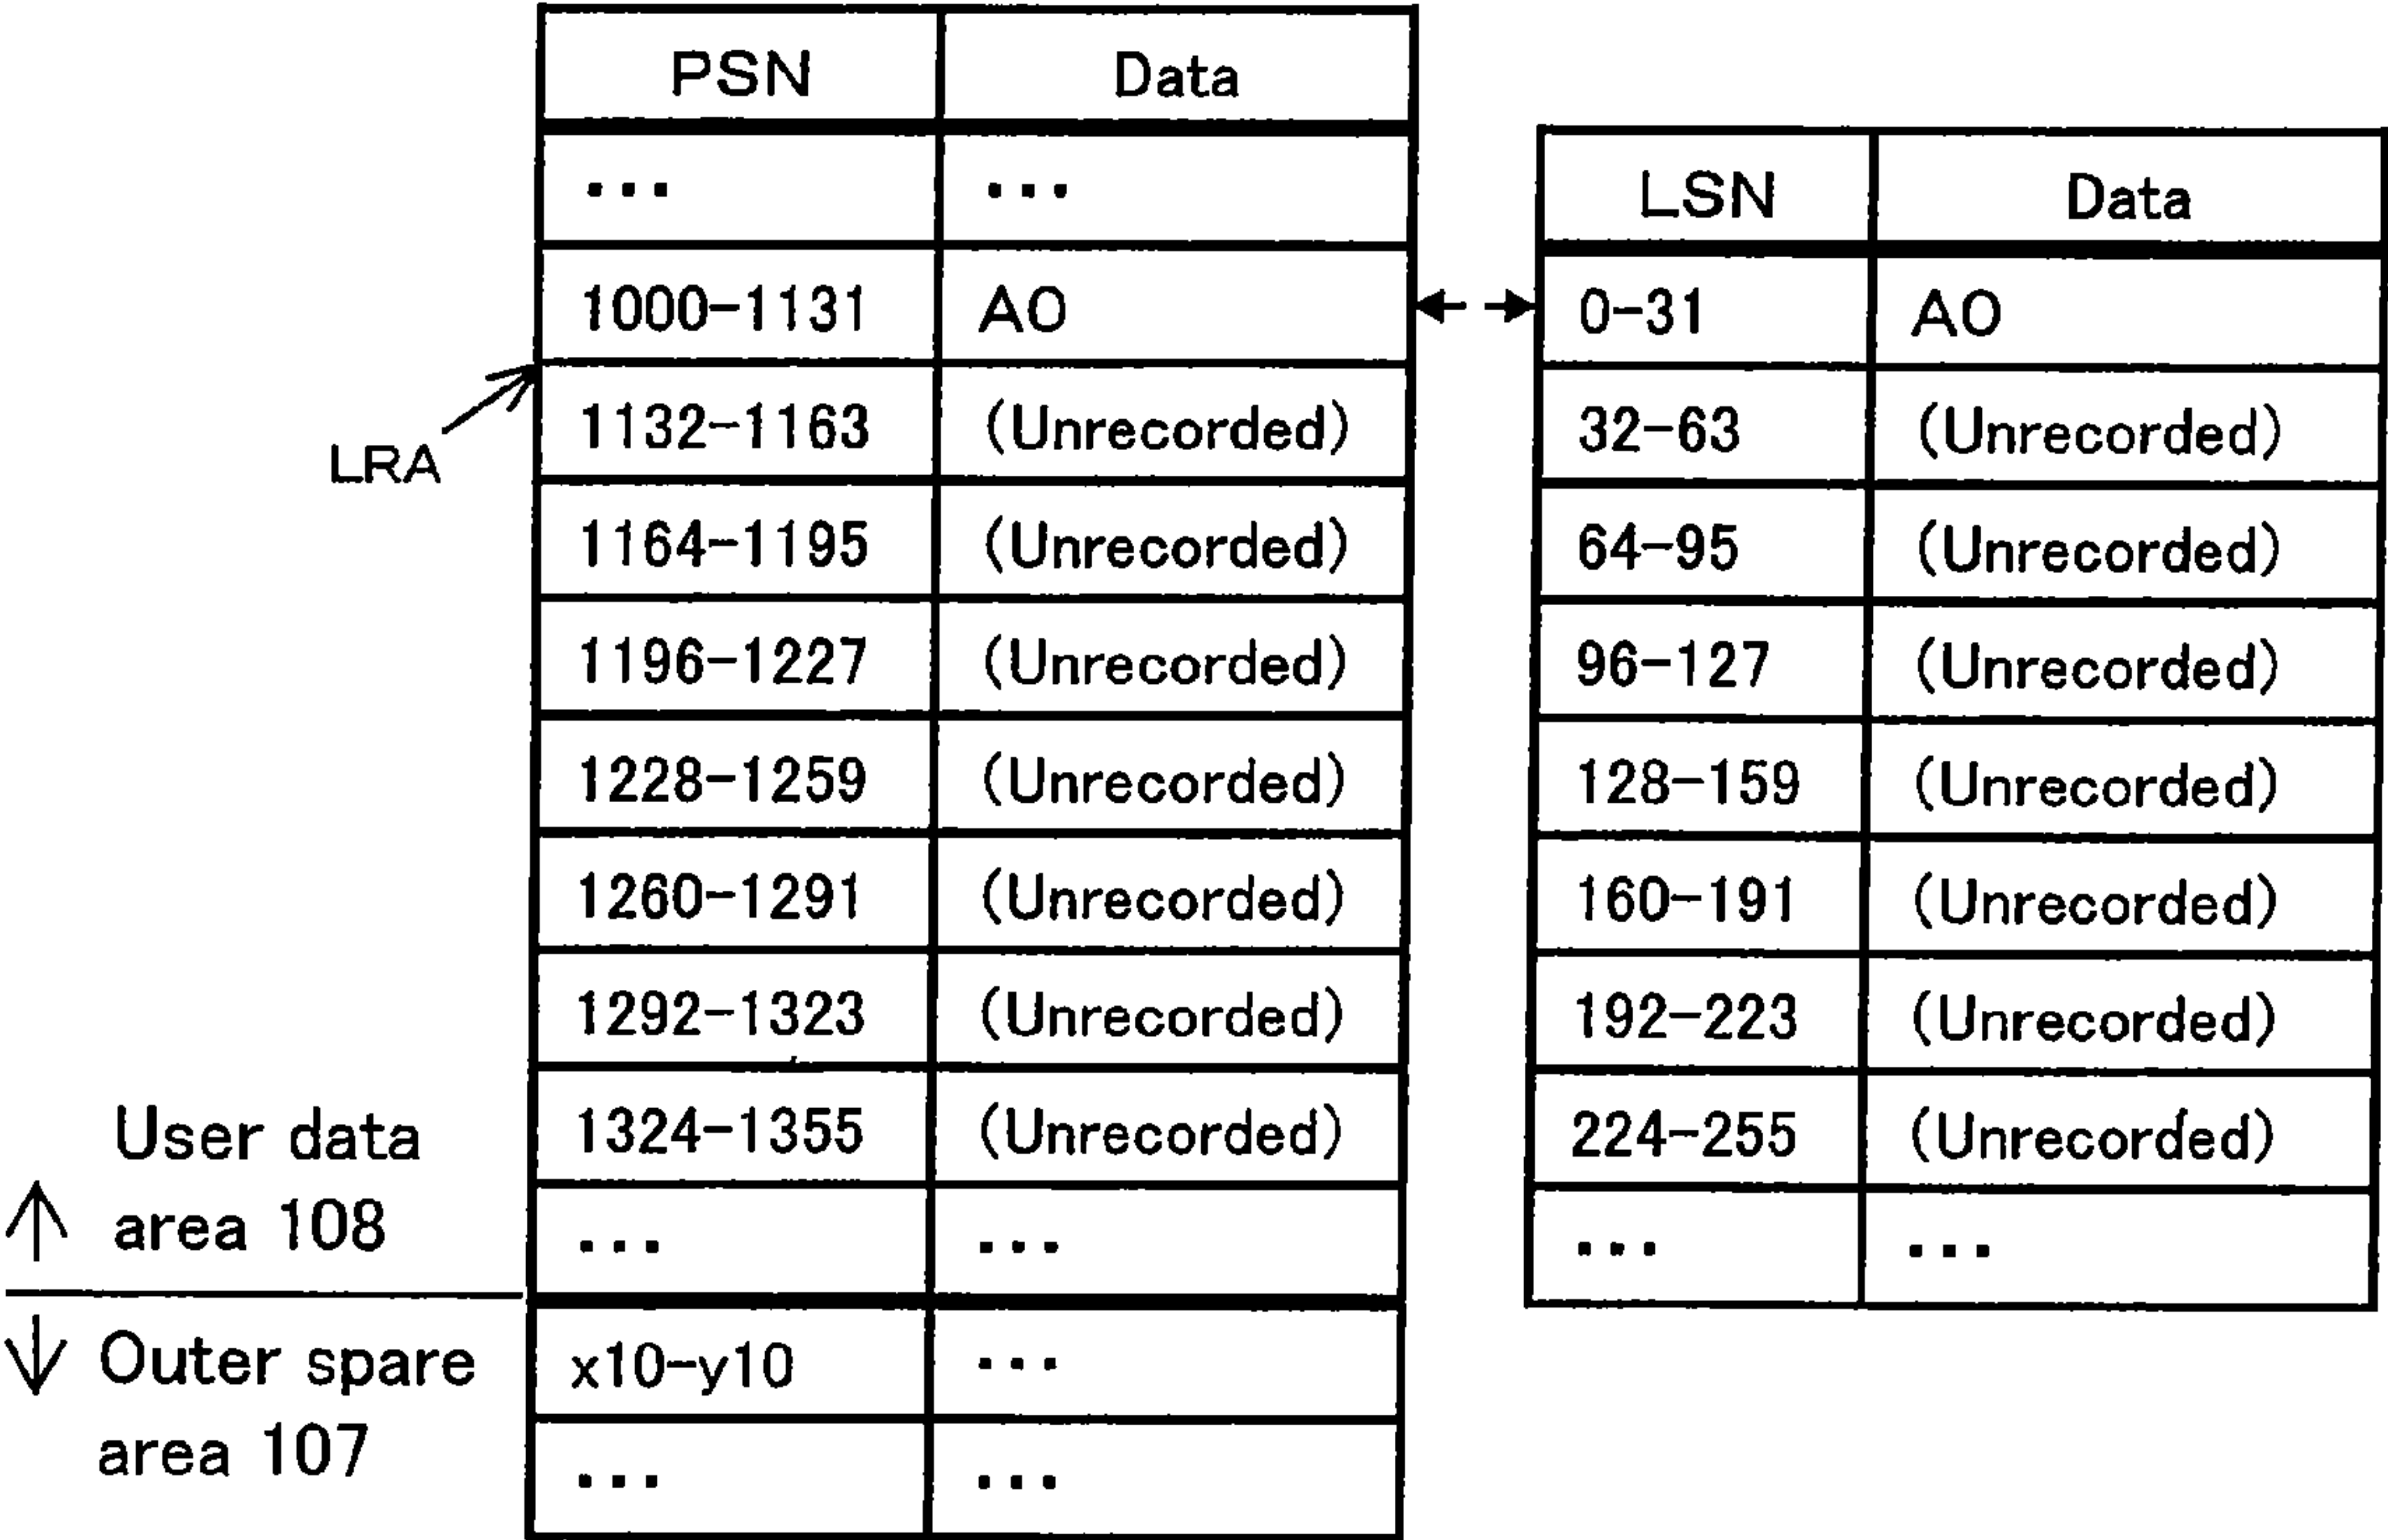 PSN Data
... ...
1000-1131 A0
1132-1163 (Unrecorded)
1164-1195 (Unrecorded)
1196-1227 (Unrecorded)
1228-1259 (Unrecorded)
1260-1291 (Unrecorded)
1292-1323 (Unrecorded)
1324-1355 (Unrecorded)
... ...
x10-y10 ...
... ...
LRA
User data
area 108
Outer spare
area 107
LSN Data
0-31 A0
32-63 (Unrecorded)
64-95 (Unrecorded)
96-127 (Unrecorded)
128-159 (Unrecorded)
160-191 (Unrecorded)
192-223 (Unrecorded)
224-255 (Unrecorded)
... ...